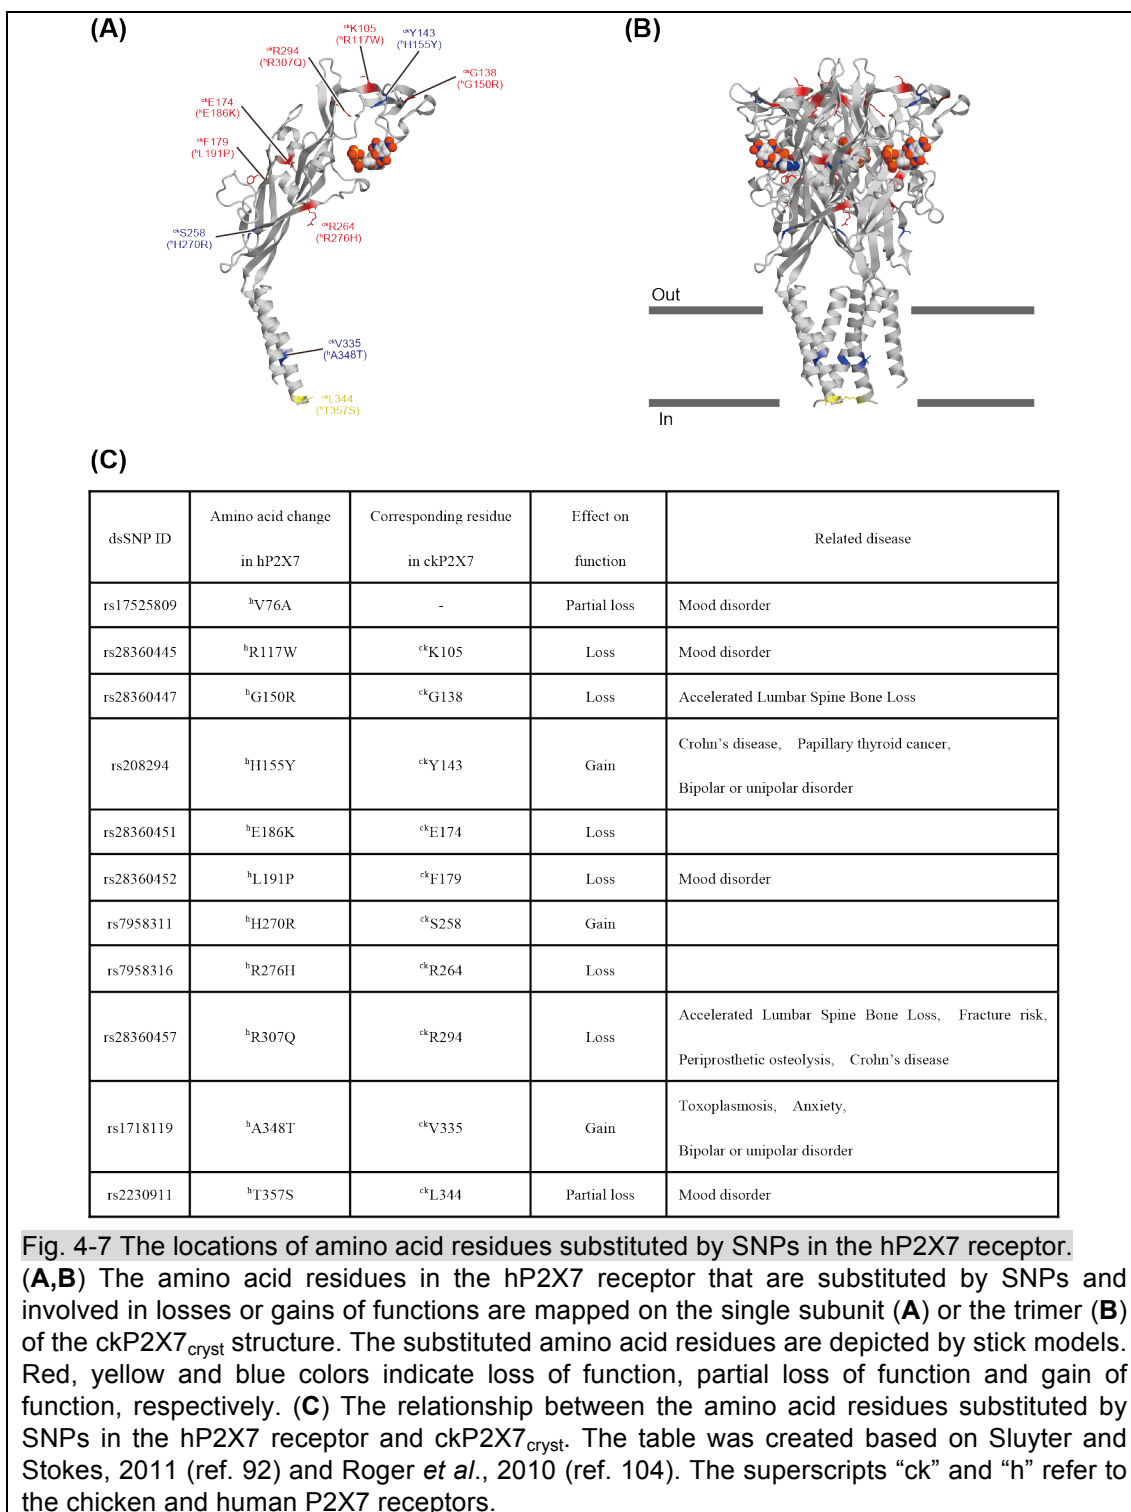 (A)
(B)
ckK105
(hR117W)
ckY143
(hH155Y)
ckR294
(hR307Q)
ckG138
(hG150R)
ckE174
(hE186K)
ckF179
(hL191P)
ckS258
(hH270R)
ckR264
(hR276H)
ckV335
(hA348T)
ckL344
(hT357S)
Out
In
(C)
dsSNP ID
Amino acid change
in hP2X7
Corresponding residue
in ckP2X7
Effect on
function
Related disease
rs17525809 hV76A - Partial loss Mood disorder
rs28360445 hR117W ckK105 Loss Mood disorder
rs28360447 hG150R ckG138 Loss Accelerated Lumbar Spine Bone Loss
rs208294 hH155Y ckY143 Gain Crohn’s disease, Papillary thyroid cancer,
Bipolar or unipolar disorder
rs28360451 hE186K ckE174 Loss
rs28360452 hL191P ckF179 Loss Mood disorder
rs7958311 hH270R ckS258 Gain
rs7958316 hR276H ckR264 Loss
rs28360457 hR307Q ckR294 Loss Accelerated Lumbar Spine Bone Loss, Fracture risk,
Periprosthetic osteolysis, Crohn’s disease
rs1718119 hA348T ckV335 Gain Toxoplasmosis, Anxiety,
Bipolar or unipolar disorder
rs2230911 hT357S ckL344 Partial loss Mood disorder
Fig. 4-7 The locations of amino acid residues substituted by SNPs in the hP2X7 receptor.
(A,B) The amino acid residues in the hP2X7 receptor that are substituted by SNPs and
involved in losses or gains of functions are mapped on the single subunit (A) or the trimer (B)
of the ckP2X7cryst structure. The substituted amino acid residues are depicted by stick models.
Red, yellow and blue colors indicate loss of function, partial loss of function and gain of
function, respectively. (C) The relationship between the amino acid residues substituted by
SNPs in the hP2X7 receptor and ckP2X7cryst. The table was created based on Sluyter and
Stokes, 2011 (ref. 92) and Roger et al., 2010 (ref. 104). The superscripts “ck” and “h” refer to
the chicken and human P2X7 receptors.